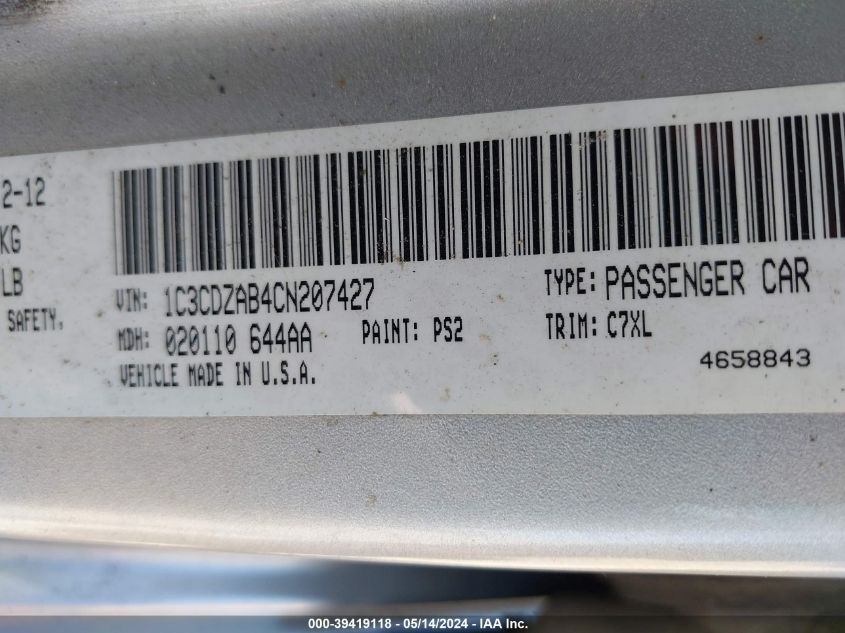 2-12
KG
LB
SAFETY.
VIN: 1C3CDZAB4CN207427 TYPE: PASSENGER CAR
MDH: 020110 644AA PAINT: PS2 TRIM: C7XL
VEHICLE MADE IN U.S.A. 4658843
000-39419118 - 05/14/2024 - IAA Inc.